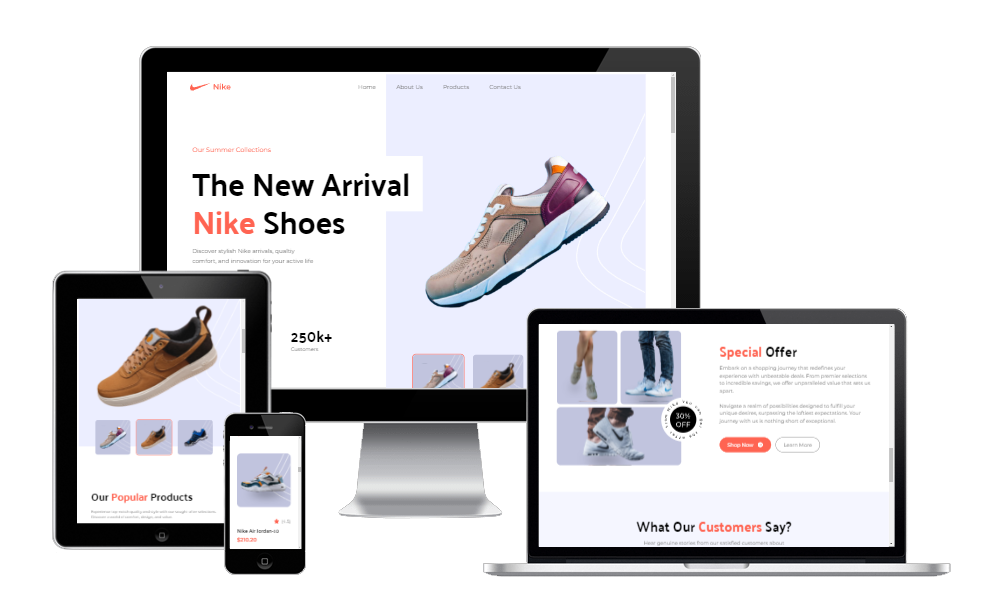 Nike
Home
About Us
Products
Contact Us
Our Summer Collections
The New Arrival
Nike Shoes
Discover stylish Nike arrivals, quality
comfort, and innovation for your active life
250k+
Customers
Our Popular Products
Nike Air Jordan-10
$210.20
30%
OFF
Special Offer
Embark on a shopping journey that redefines your
experience with unbeatable deals. From premier selections
to incredible savings, we offer unparalleled value that sets us
apart.
Navigate a realm of possibilities designed to fulfill your
unique desires, surpassing the loftiest expectations. Your
journey with us is nothing short of exceptional.
Shop Now
Learn More
What Our Customers Say?
Hear genuine stories from our satisfied customers about